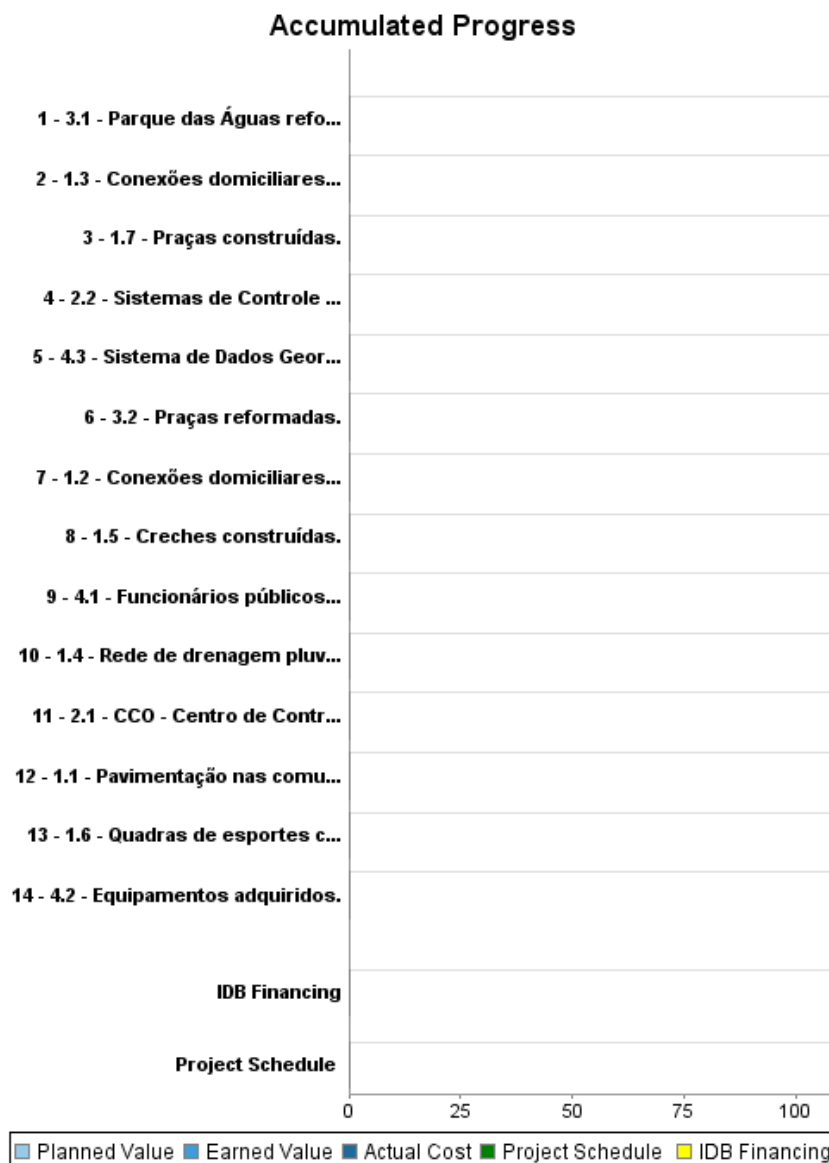 Accumulated Progress
1 - 3.1 - Parque das Águas refo...
2 - 1.3 - Conexões domiciliares...
3 - 1.7 - Praças construídas.
4 - 2.2 - Sistemas de Controle ...
5 - 4.3 - Sistema de Dados Geor...
6 - 3.2 - Praças reformadas.
7 - 1.2 - Conexões domiciliares...
8 - 1.5 - Creches construídas.
9 - 4.1 - Funcionários públicos...
10 - 1.4 - Rede de drenagem pluv...
11 - 2.1 - CCO - Centro de Contr...
12 - 1.1 - Pavimentação nas comu...
13 - 1.6 - Quadras de esportes c...
14 - 4.2 - Equipamentos adquiridos.
IDB Financing
Project Schedule
0 25 50 75 100
Planned Value Earned Value Actual Cost Project Schedule IDB Financing